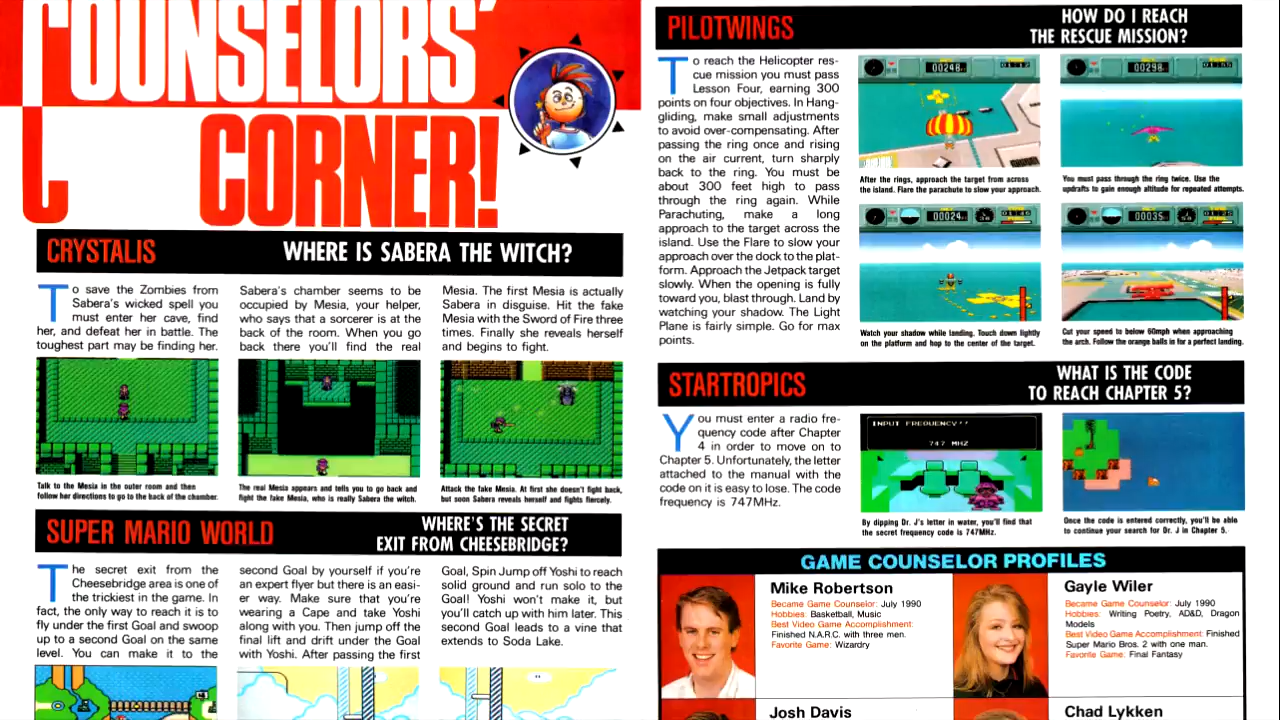 COUNSELORS'
CORNER!
CRYSTALIS
WHERE IS SABERA THE WITCH?
To save the Zombies from
Sabera's wicked spell you
must enter her cave, find
her, and defeat her in battle. The
toughest part may be finding her.
Sabera's chamber seems to be
occupied by Mesia, your helper,
who says that a sorcerer is at the
back of the room. When you go
back there you'll find the real
Mesia. The first Mesia is actually
Sabera in disguise. Hit the fake
Mesia with the Sword of Fire three
times. Finally she reveals herself
and begins to fight.
Talk to the Mesia in the outer room and then
follow her directions to go to the back of the chamber.
The real Mesia appears and tells you to go back and
fight the fake Mesia, who is really Sabera the witch.
Attack the fake Mesia. At first she doesn't fight back,
but soon Sabera reveals herself and fights fiercely.
SUPER MARIO WORLD
WHERE'S THE SECRET
EXIT FROM CHEESEBRIDGE?
The secret exit from the
Cheesebridge area is one of
the trickiest in the game. In
fact, the only way to reach it is to
fly under the first Goal and swoop
up to a second Goal on the same
level. You can make it to the
second Goal by yourself if you're
an expert flyer but there is an easi-
er way. Make sure that you're
wearing a Cape and take Yoshi
along with you. Then jump off the
final lift and drift under the Goal
with Yoshi. After passing the first
Goal, Spin Jump off Yoshi to reach
solid ground and run solo to the
Goal! Yoshi won't make it, but
you'll catch up with him later. This
second Goal leads to a vine that
extends to Soda Lake.
PILOTWINGS
HOW DO I REACH
THE RESCUE MISSION?
To reach the Helicopter res-
cue mission you must pass
Lesson Four, earning 300
points on four objectives. In Hang-
gliding, make small adjustments
to avoid over-compensating. After
passing the ring once and rising
on the air current, turn sharply
back to the ring. You must be
about 300 feet high to pass
through the ring again. While
Parachuting, make a long
approach to the target across the
island. Use the Flare to slow your
approach over the dock to the plat-
form. Approach the Jetpack target
slowly. When the opening is fully
toward you, blast through. Land by
watching your shadow. The Light
Plane is fairly simple. Go for max
points.
00248
00298
After the rings, approach the target from across
the island. Flare the parachute to slow your approach.
You must pass through the ring twice. Use the
updrafts to gain enough altitude for repeated attempts.
00024
00035
Watch your shadow while landing. Touch down lightly
on the platform and hop to the center of the target.
Cut your speed to below 60mph when approaching
the arch. Follow the orange balls in for a perfect landing.
STARTROPICS
WHAT IS THE CODE
TO REACH CHAPTER 5?
You must enter a radio fre-
quency code after Chapter
4 in order to move on to
Chapter 5. Unfortunately, the letter
attached to the manual with the
code on it is easy to lose. The code
frequency is 747MHz.
INPUT FREQUENCY''
747 MHZ
By dipping Dr. J's letter in water, you'll find that
the secret frequency code is 747MHz.
Once the code is entered correctly, you'll be able
to continue your search for Dr. J in Chapter 5.
GAME COUNSELOR PROFILES
Mike Robertson
Became Game Counselor: July 1990
Hobbies: Basketball, Music
Best Video Game Accomplishment:
Finished N.A.R.C. with three men.
Favorite Game: Wizardry
Gayle Wiler
Became Game Counselor: July 1990
Hobbies: Writing Poetry, AD&D, Dragon
Models
Best Video Game Accomplishment: Finished
Super Mario Bros. 2 with one man.
Favorite Game: Final Fantasy
Josh Davis
Chad Lykken